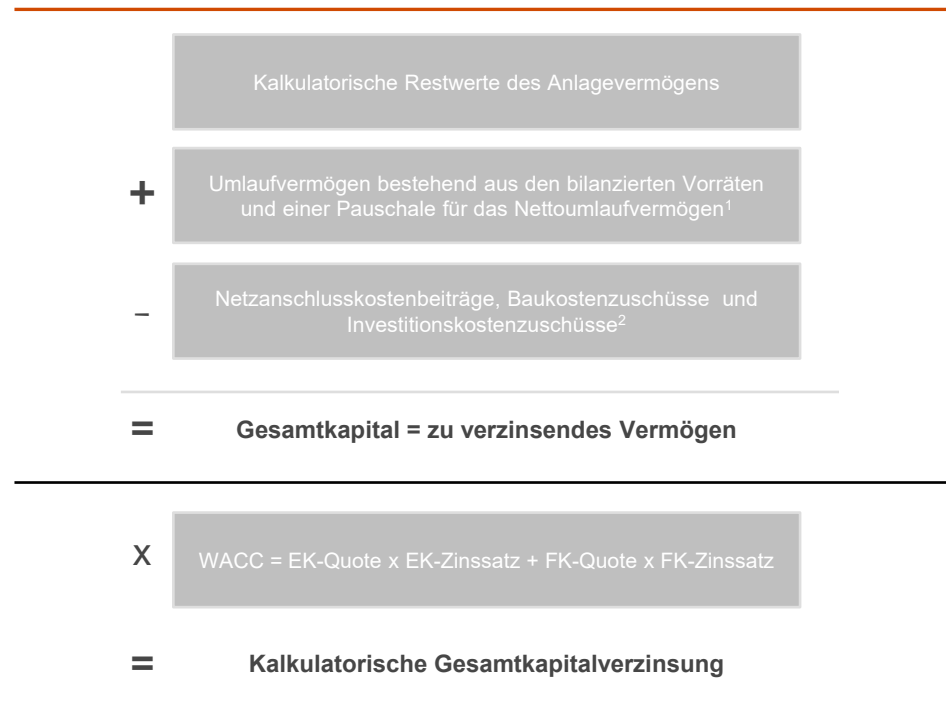 Kalkulatorische Restwerte des Anlagevermögens
+
Umlaufvermögen bestehend aus den bilanzierten Vorräten
und einer Pauschale für das Nettoumlaufvermögen¹
–
Netzanschlusskostenbeiträge, Baukostenzuschüsse und
Investitionskostenzuschüsse²
= Gesamtkapital = zu verzinsendes Vermögen
x WACC = EK-Quote x EK-Zinssatz + FK-Quote x FK-Zinssatz
= Kalkulatorische Gesamtkapitalverzinsung